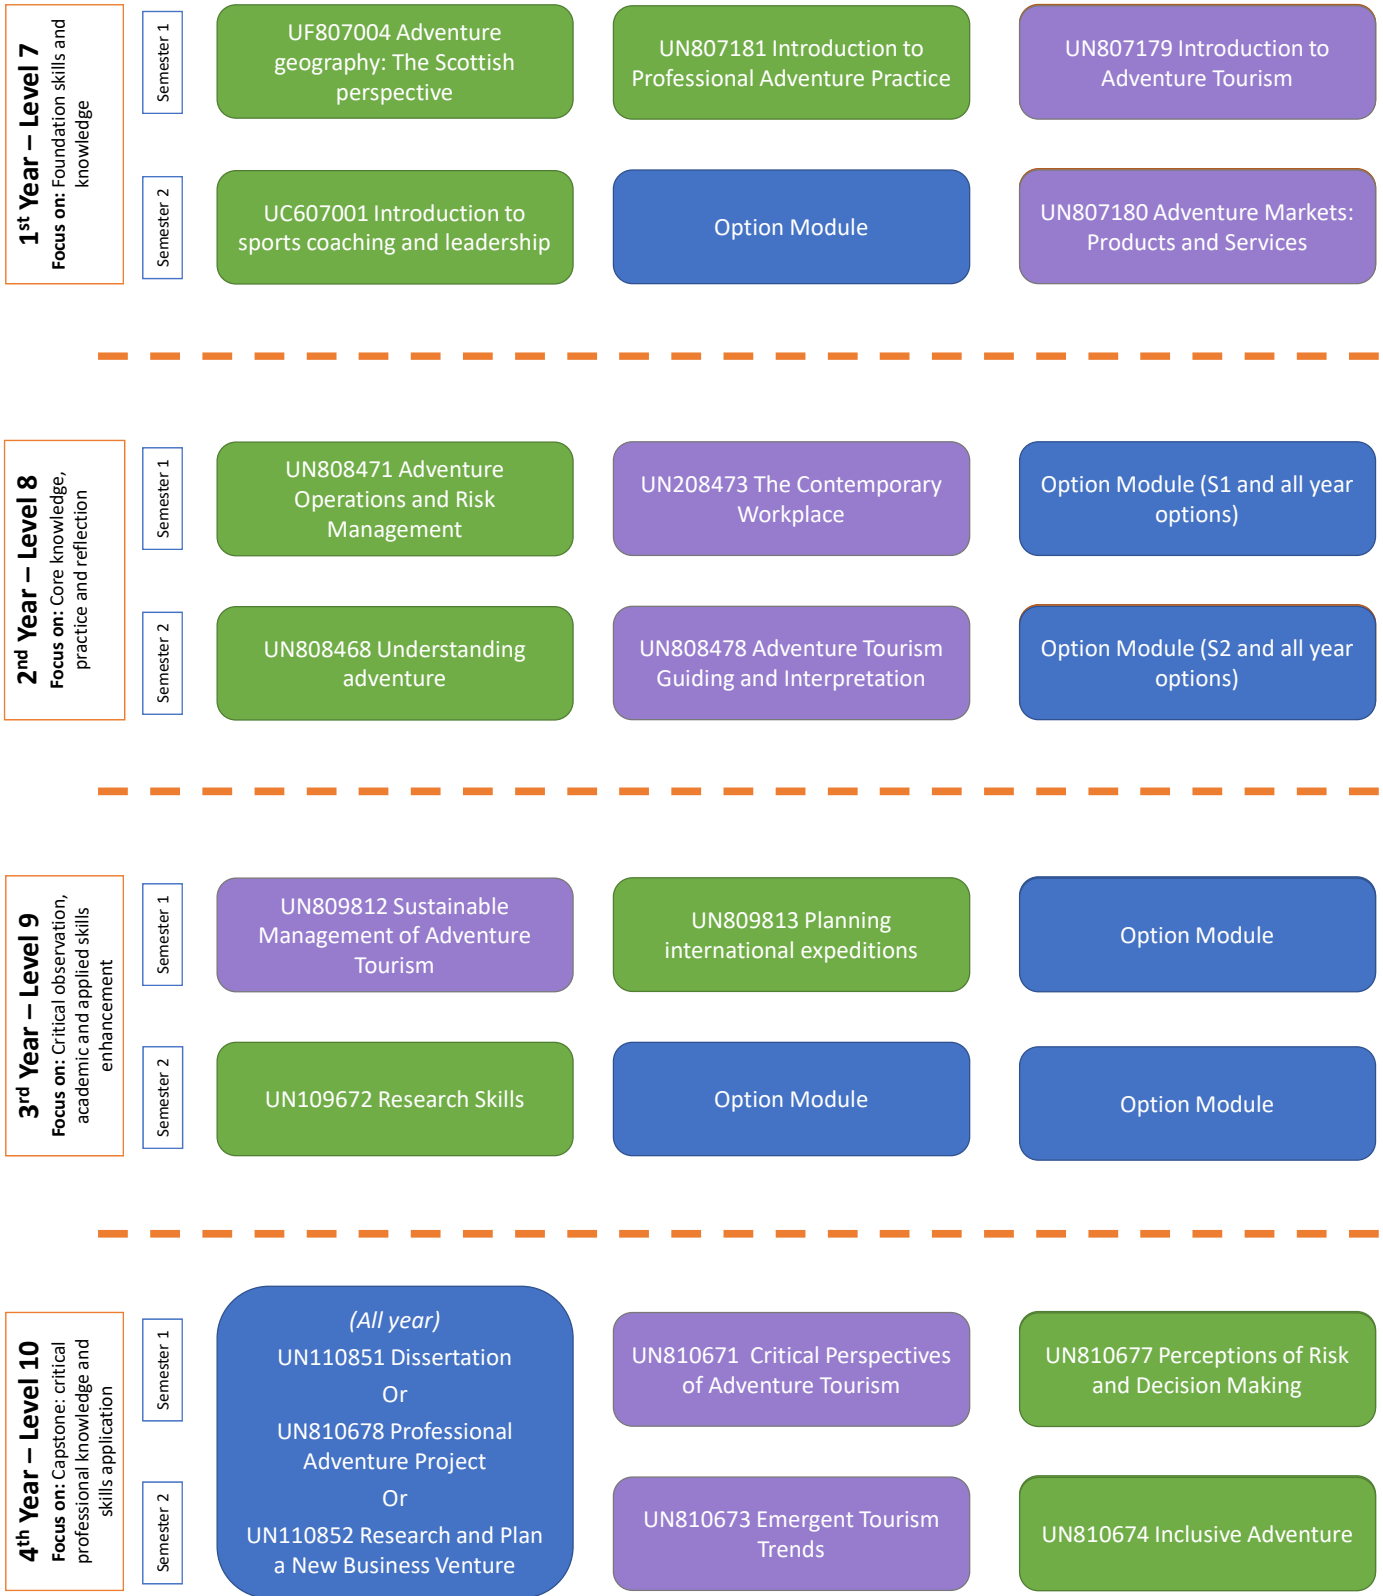 1st Year – Level 7
Focus on: Foundation skills and
knowledge
Semester 1
UF807004 Adventure
geography: The Scottish
perspective
UN807181 Introduction to
Professional Adventure Practice
UN807179 Introduction to
Adventure Tourism
Semester 2
UC607001 Introduction to
sports coaching and leadership
Option Module
UN807180 Adventure Markets:
Products and Services
2nd Year – Level 8
Focus on: Core knowledge,
practice and reflection
Semester 1
UN808471 Adventure
Operations and Risk
Management
UN208473 The Contemporary
Workplace
Option Module (S1 and all year
options)
Semester 2
UN808468 Understanding
adventure
UN808478 Adventure Tourism
Guiding and Interpretation
Option Module (S2 and all year
options)
3rd Year – Level 9
Focus on: Critical observation,
academic and applied skills
enhancement
Semester 1
UN809812 Sustainable
Management of Adventure
Tourism
UN809813 Planning
international expeditions
Option Module
Semester 2
UN109672 Research Skills
Option Module
Option Module
4th Year – Level 10
Focus on: Capstone: critical
professional knowledge and
skills application
Semester 1
Semester 2
(All year)
UN110851 Dissertation
Or
UN810678 Professional
Adventure Project
Or
UN110852 Research and Plan
a New Business Venture
UN810671 Critical Perspectives
of Adventure Tourism
UN810677 Perceptions of Risk
and Decision Making
UN810673 Emergent Tourism
Trends
UN810674 Inclusive Adventure